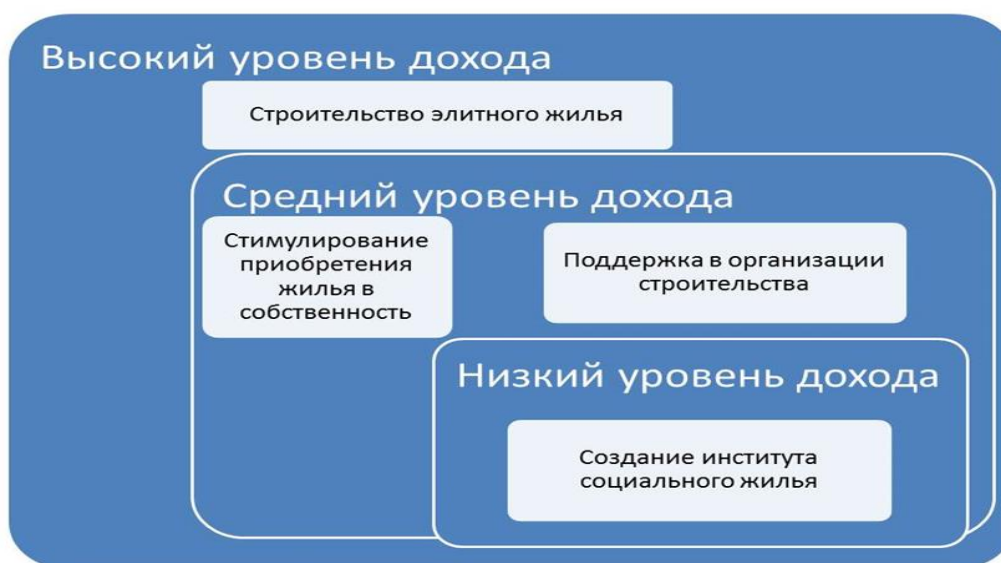 Высокий уровень дохода
Строительство элитного жилья
Средний уровень дохода
Стимулирование
приобретения
жилья в
собственность
Поддержка в организации
строительства
Низкий уровень дохода
Создание института
социального жилья